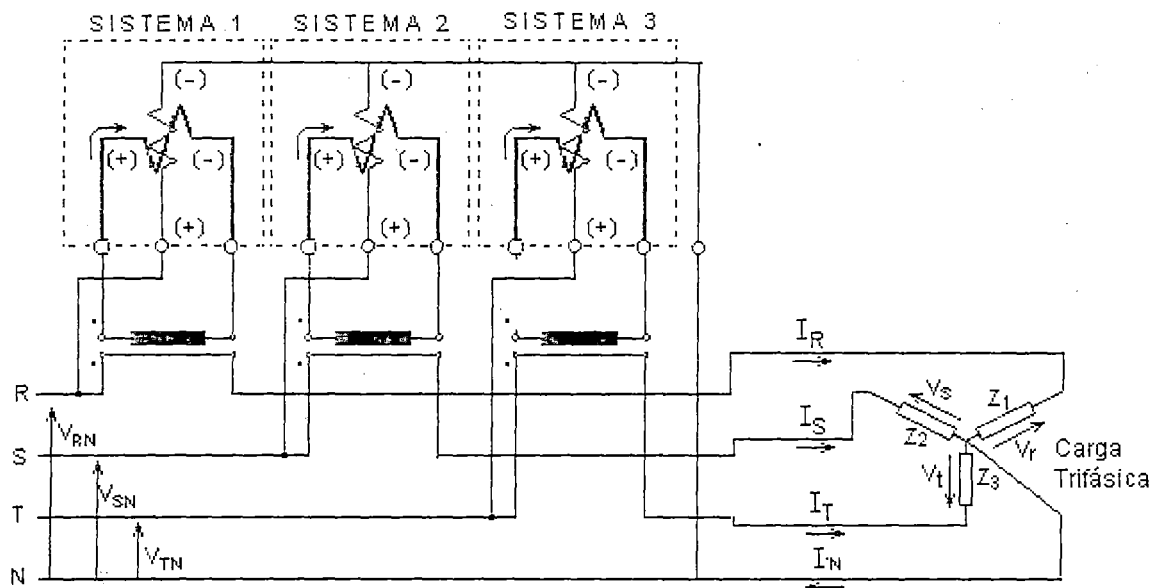 SISTEMA 1 SISTEMA 2 SISTEMA 3
(-) (-) (-)
(+) (-) (+) (-) (+) (-)
(+) (+) (+)
R
S
T
N
V_RN
V_SN
V_TN
I_R
I_S
I_T
I_N
V_s
Z_1
Z_2
V_r
V_t
Z_3
Carga
Trifásica